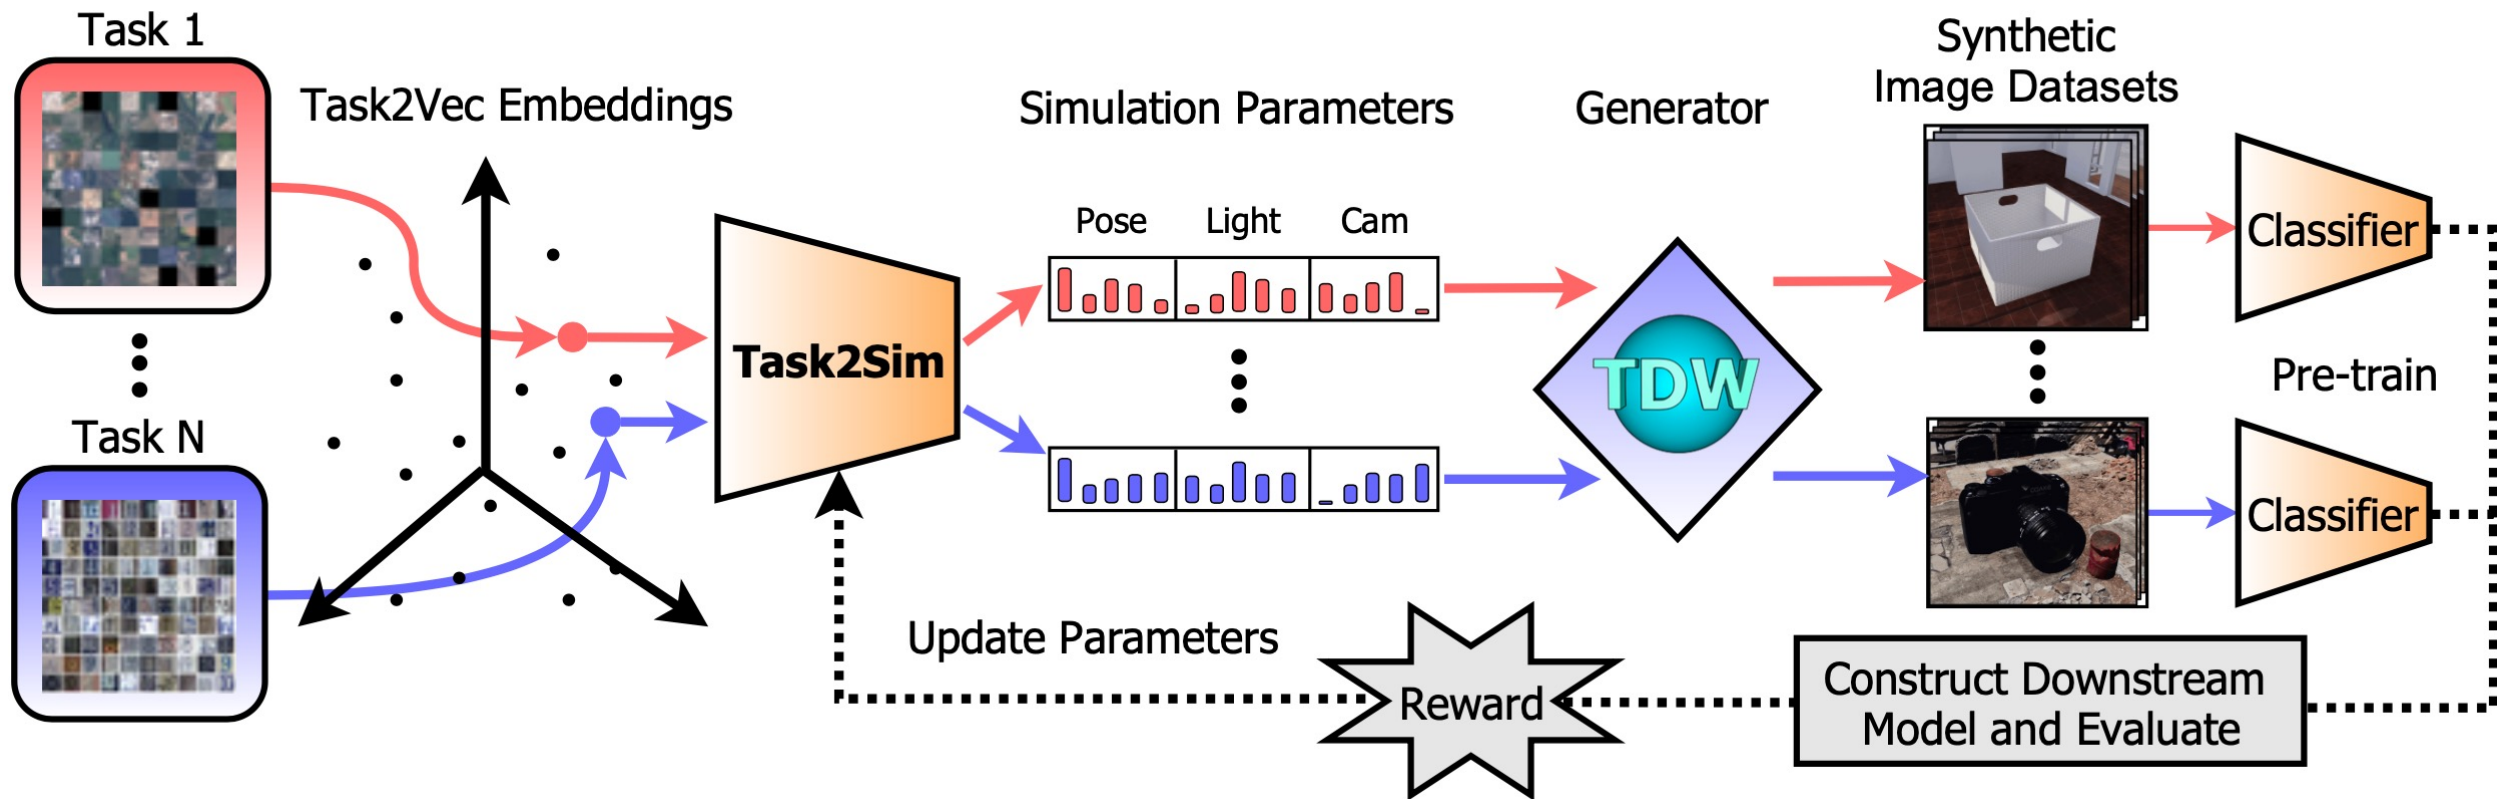 Task 1
Task2Vec Embeddings
Simulation Parameters
Generator
Synthetic
Image Datasets
Pose
Light
Cam
Classifier
Task2Sim
TDW
Pre-train
Task N
Classifier
Update Parameters
Reward
Construct Downstream
Model and Evaluate